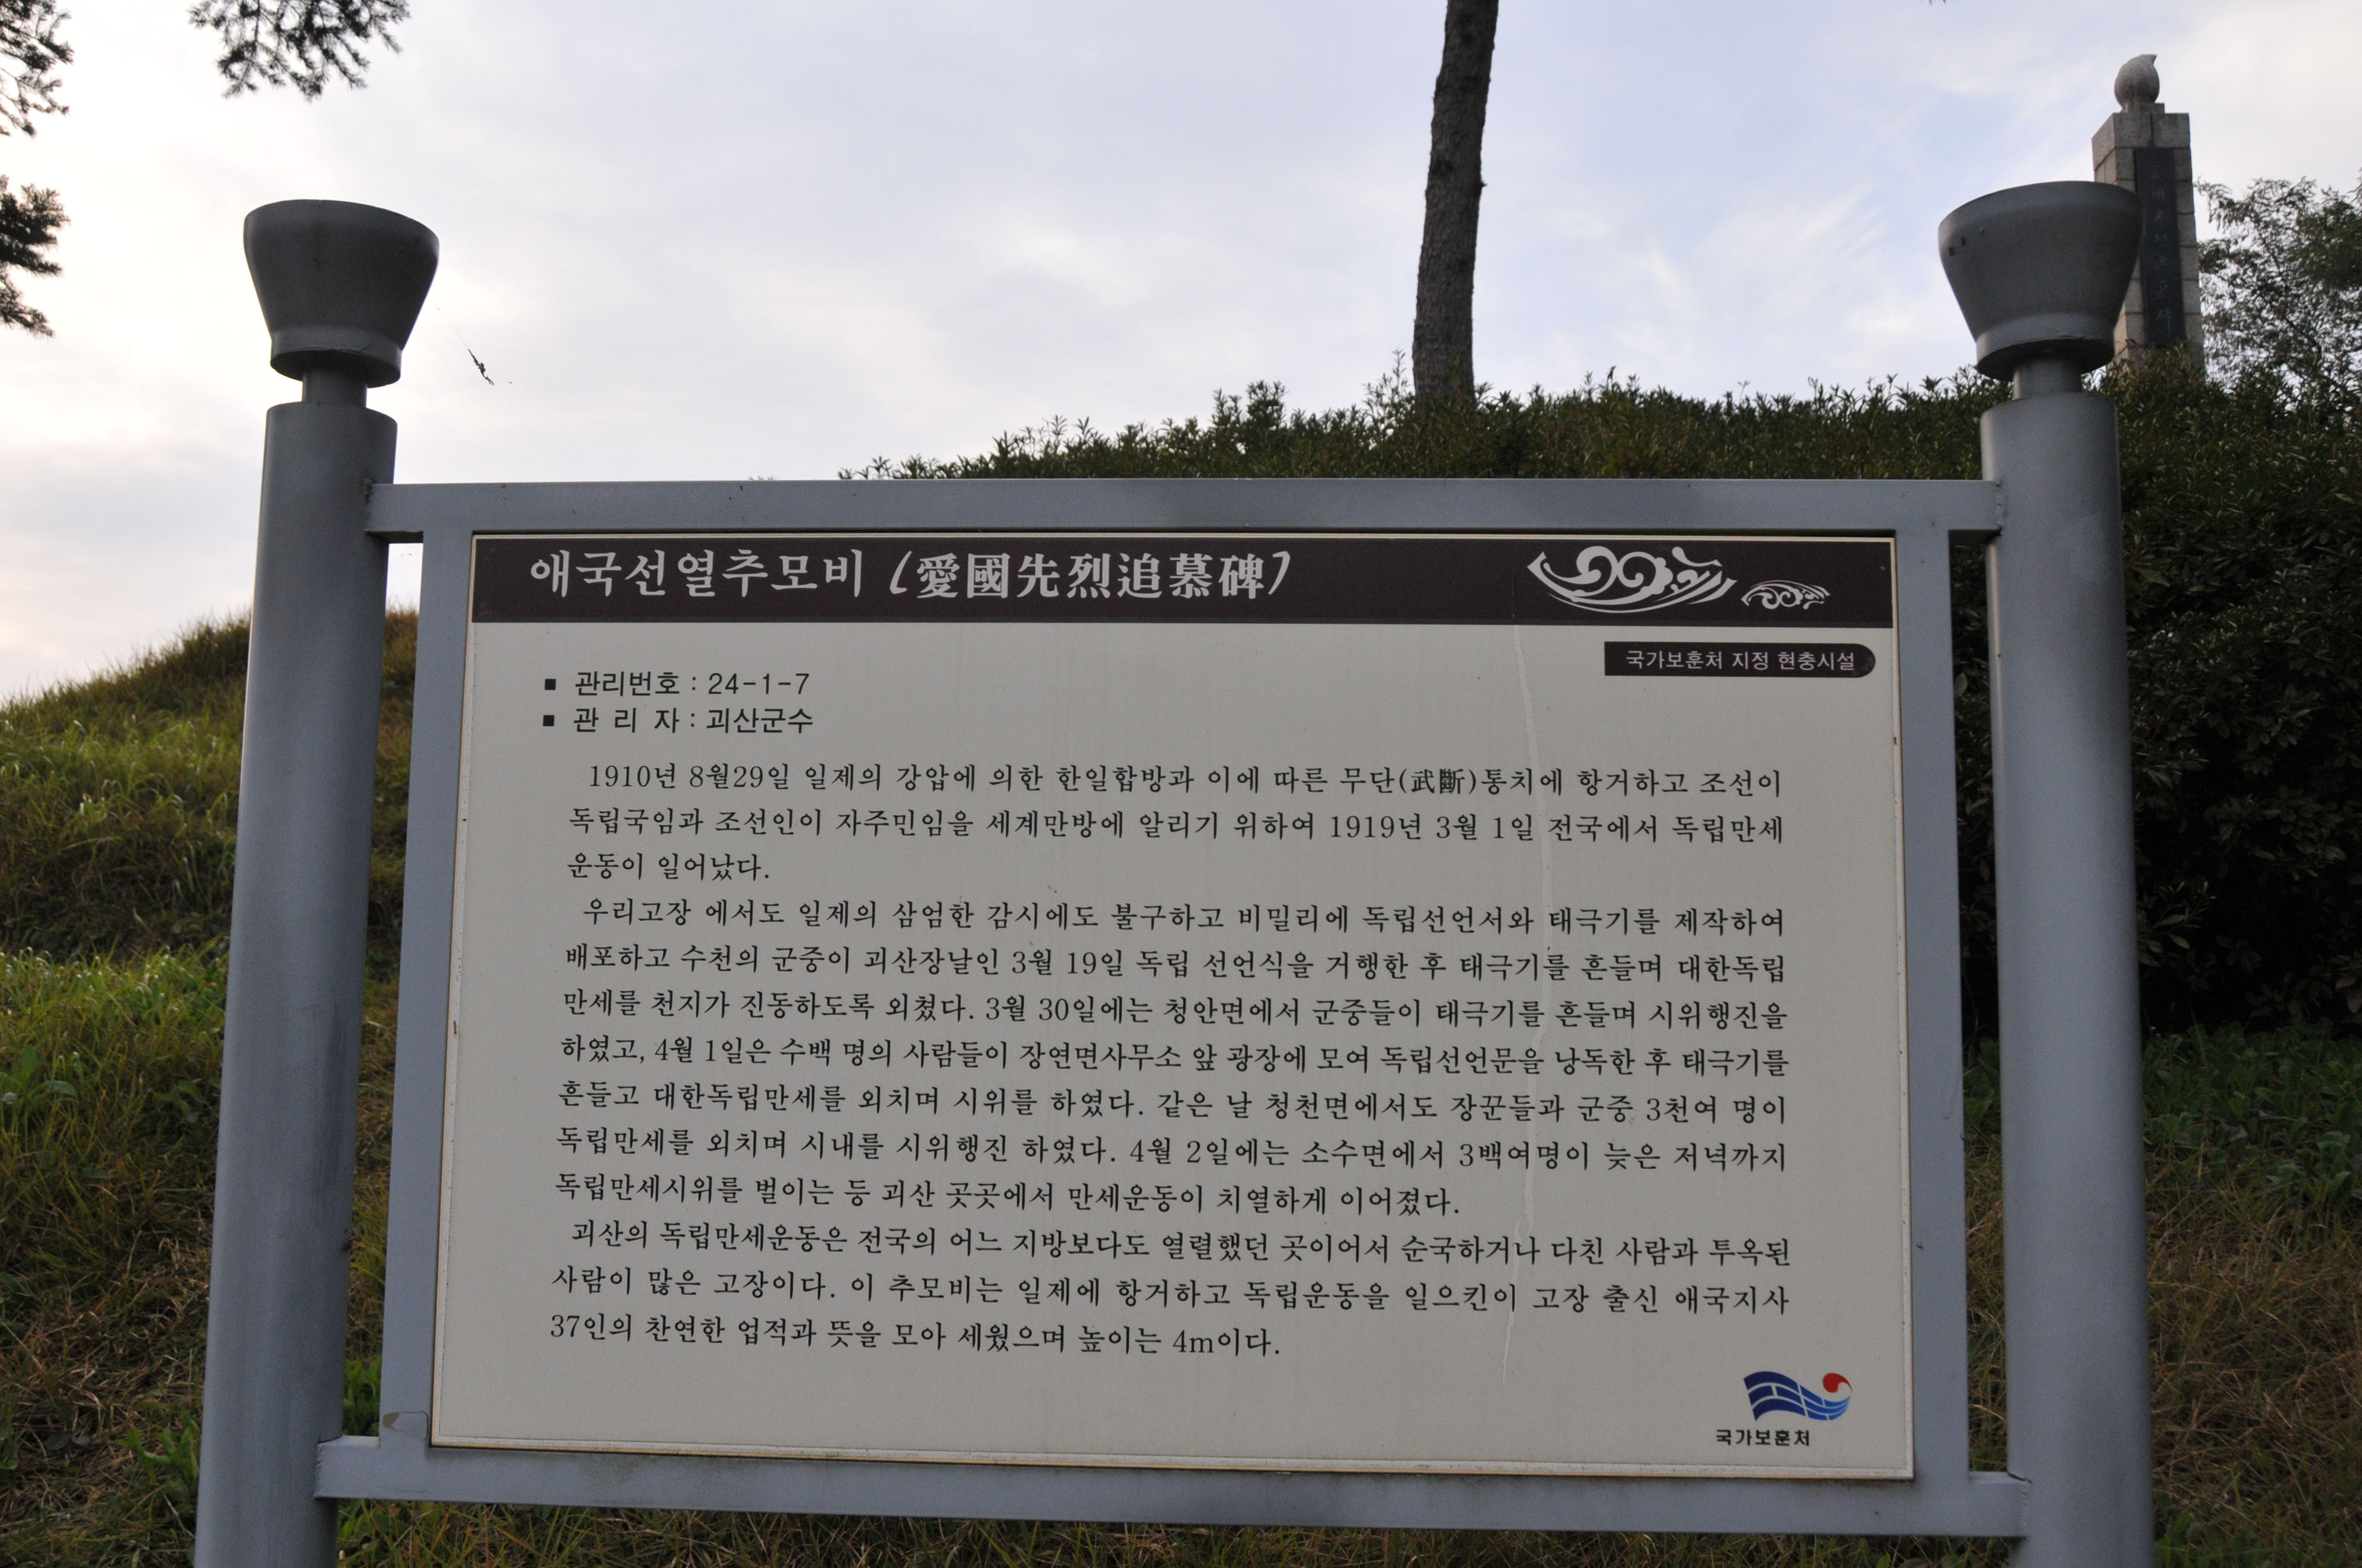 애국선열추모비 (愛國先烈追慕碑)
국가보훈처 지정 현충시설
▪ 관리번호 : 24-1-7
▪ 관 리 자 : 괴산군수
1910년 8월29일 일제의 강압에 의한 한일합방과 이에 따른 무단(武斷)통치에 항거하고 조선이
독립국임과 조선인이 자주민임을 세계만방에 알리기 위하여 1919년 3월 1일 전국에서 독립만세
운동이 일어났다.
우리고장 에서도 일제의 삼엄한 감시에도 불구하고 비밀리에 독립선언서와 태극기를 제작하여
배포하고 수천의 군중이 괴산장날인 3월 19일 독립 선언식을 거행한 후 태극기를 흔들며 대한독립
만세를 천지가 진동하도록 외쳤다. 3월 30일에는 청안면에서 군중들이 태극기를 흔들며 시위행진을
하였고, 4월 1일은 수백 명의 사람들이 장연면사무소 앞 광장에 모여 독립선언문을 낭독한 후 태극기를
흔들고 대한독립만세를 외치며 시위를 하였다. 같은 날 청천면에서도 장꾼들과 군중 3천여 명이
독립만세를 외치며 시내를 시위행진 하였다. 4월 2일에는 소수면에서 3백여명이 늦은 저녁까지
독립만세시위를 벌이는 등 괴산 곳곳에서 만세운동이 치열하게 이어졌다.
괴산의 독립만세운동은 전국의 어느 지방보다도 열렬했던 곳이어서 순국하거나 다친 사람과 투옥된
사람이 많은 고장이다. 이 추모비는 일제에 항거하고 독립운동을 일으킨이 고장 출신 애국지사
37인의 찬연한 업적과 뜻을 모아 세웠으며 높이는 4m이다.
국가보훈처